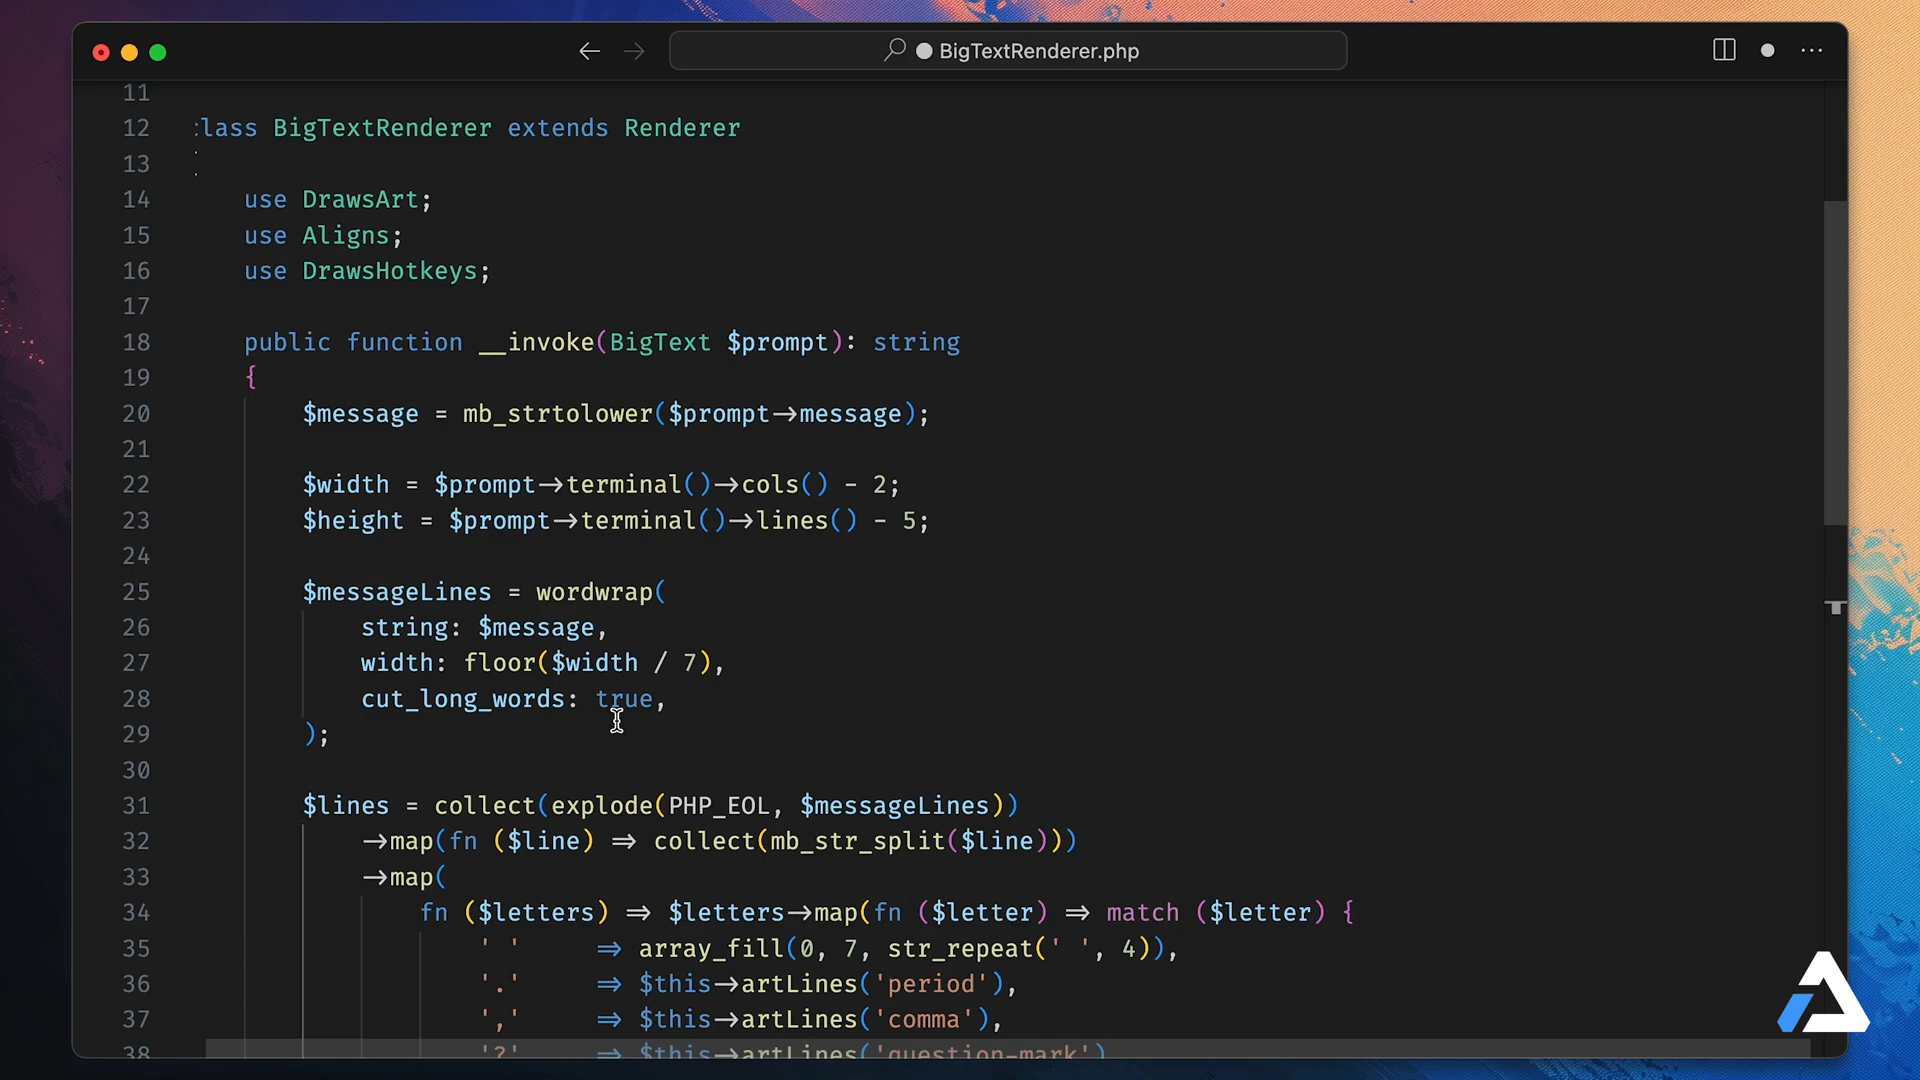 BigTextRenderer.php
11
12 class BigTextRenderer extends Renderer
13
14 use DrawsArt;
15 use Aligns;
16 use DrawsHotkeys;
17
18 public function __invoke(BigText $prompt): string
19 {
20 $message = mb_strtolower($prompt->message);
21
22 $width = $prompt->terminal()->cols() - 2;
23 $height = $prompt->terminal()->lines() - 5;
24
25 $messageLines = wordwrap(
26 string: $message,
27 width: floor($width / 7),
28 cut_long_words: true,
29 );
30
31 $lines = collect(explode(PHP_EOL, $messageLines))
32 ->map(fn ($line) => collect(mb_str_split($line)))
33 ->map(
34 fn ($letters) => $letters->map(fn ($letter) => match ($letter) {
35 ' ' => array_fill(0, 7, str_repeat(' ', 4)),
36 '.' => $this->artLines('period'),
37 ',' => $this->artLines('comma'),
38 '?' => $this->artLines('question-mark')